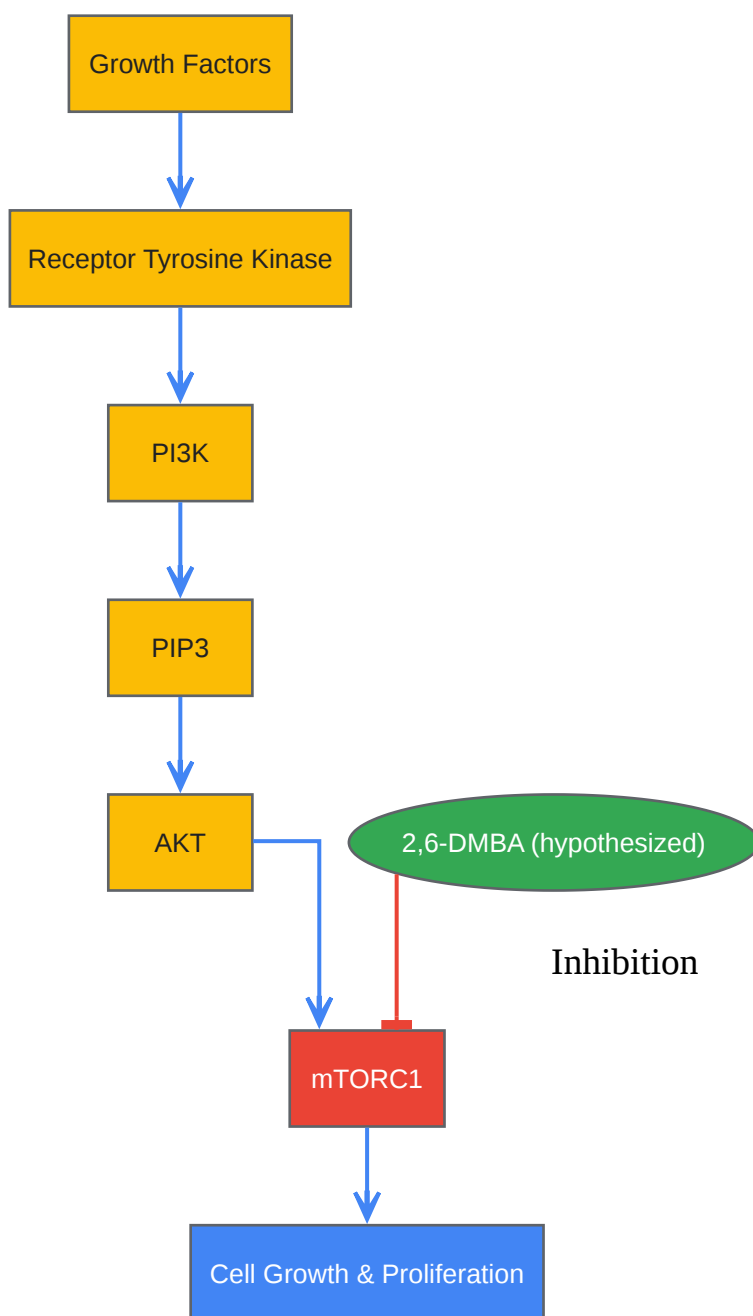 Growth Factors
Receptor Tyrosine Kinase
PI3K
PIP3
AKT
2,6-DMBA (hypothesized)
Inhibition
mTORC1
Cell Growth & Proliferation